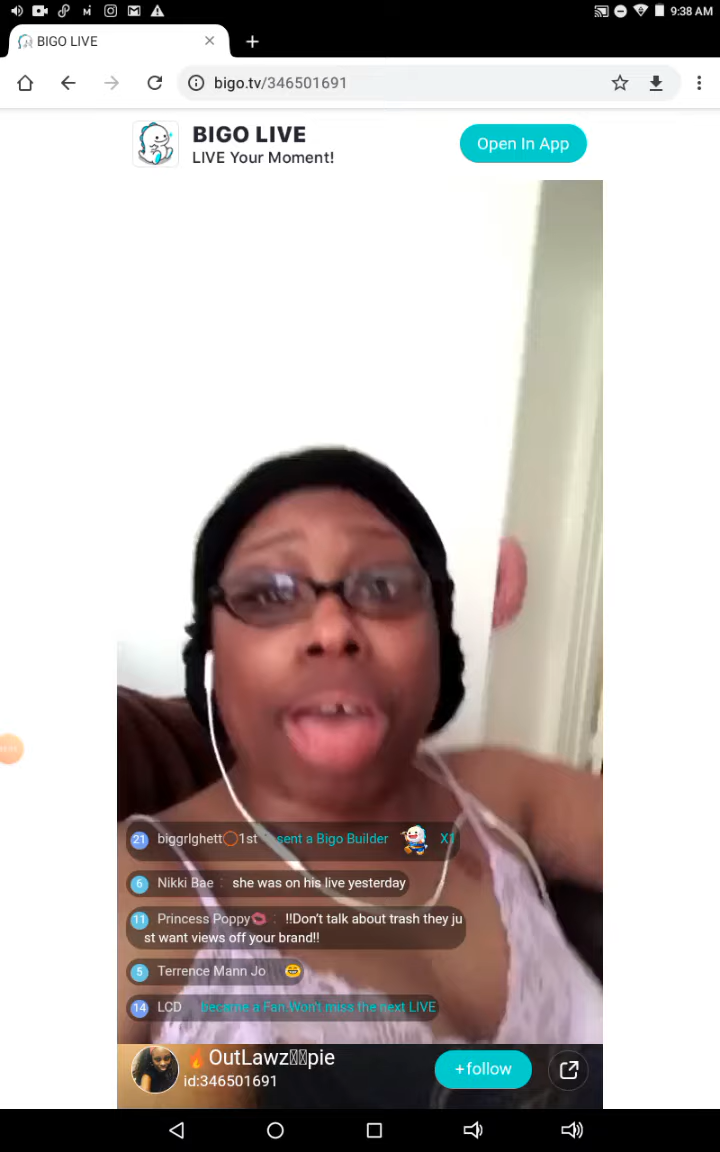 9:38 AM
BIGO LIVE
bigo.tv/346501691
BIGO LIVE
LIVE Your Moment!
Open In App
21 biggrlghett⭕1st sent a Bigo Builder X1
6 Nikki Bae : she was on his live yesterday
11 Princess Poppy💋 : !!Don't talk about trash they ju
st want views off your brand!!
5 Terrence Mann Jo 😁
14 LCD became a Fan.Won't miss the next LIVE
🔥OutLawz▯▯pie
id:346501691
+follow